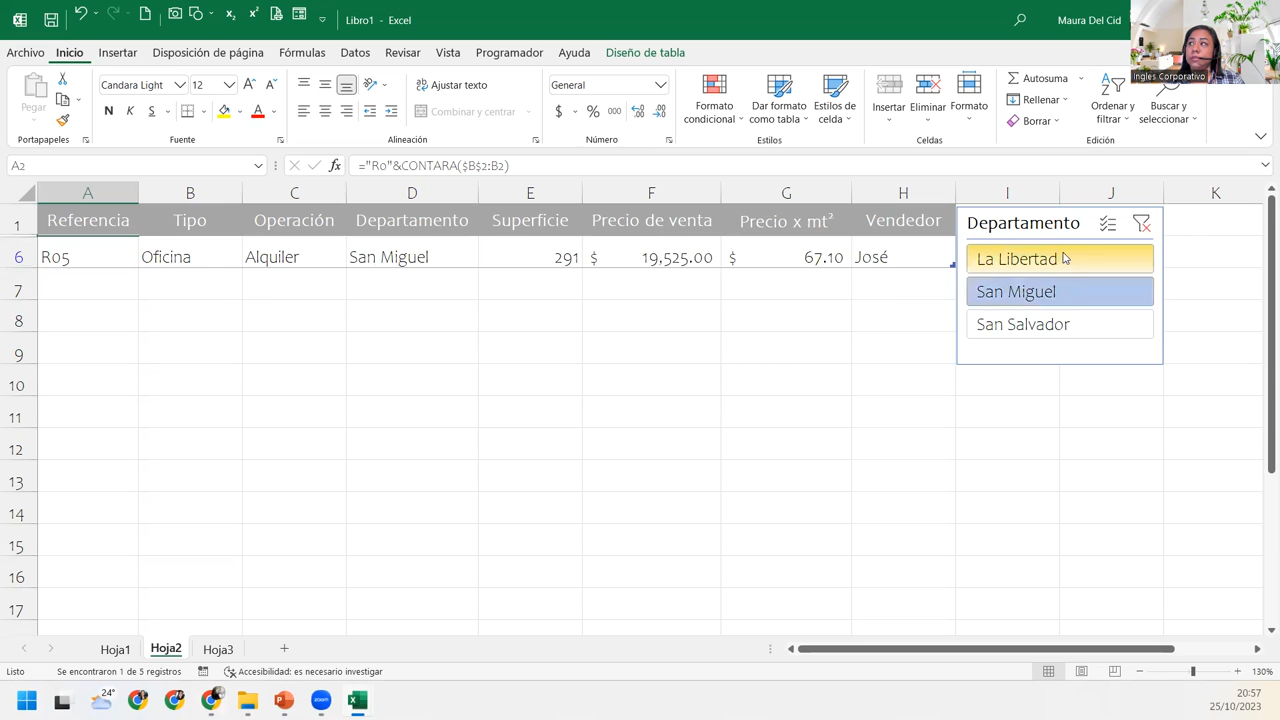 Libro1 - Excel
Maura Del Cid
Ingles Corporativo
Archivo Inicio Insertar Disposición de página Fórmulas Datos Revisar Vista Programador Ayuda Diseño de tabla
Pegar
Candara Light 12
N K S
Ajustar texto
Combinar y centrar
General
$ % 000
Formato condicional
Dar formato como tabla
Estilos de celda
Insertar
Eliminar
Formato
Autosuma
Rellenar
Borrar
Ordenar y filtrar
Buscar y seleccionar
Portapapeles Fuente Alineación Número Estilos Celdas Edición
A2 fx ="R0"&CONTARA($B$2:B2)
A B C D E F G H I J K
1 Referencia Tipo Operación Departamento Superficie Precio de venta Precio x mt² Vendedor
6 R05 Oficina Alquiler San Miguel 291 $ 19,525.00 $ 67.10 José
Departamento
La Libertad
San Miguel
San Salvador
7
8
9
10
11
12
13
14
15
16
17
Hoja1 Hoja2 Hoja3 +
Listo Se encontraron 1 de 5 registros Accesibilidad: es necesario investigar 130%
24°
20:57
25/10/2023